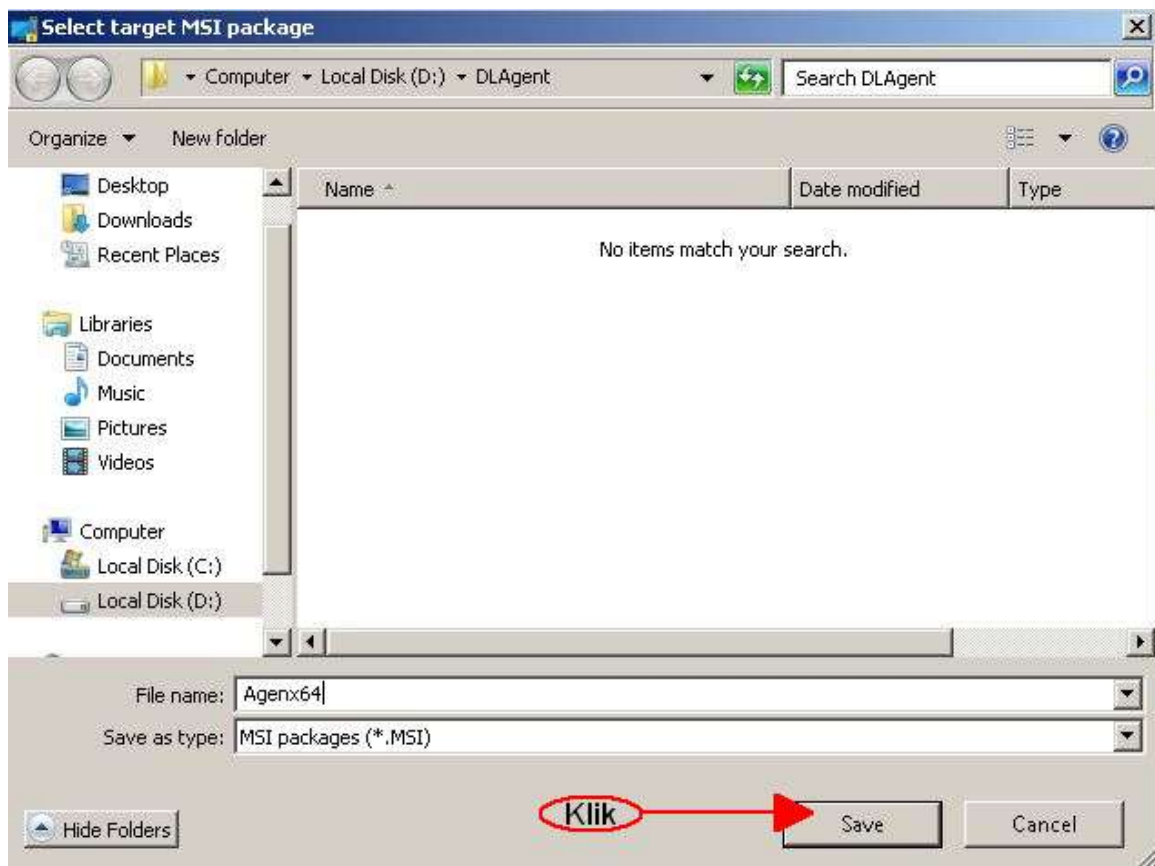 Select target MSI package
Computer Local Disk (D:) DLAgent Search DLAgent
Organize New folder
Desktop
Downloads
Recent Places
Libraries
Documents
Music
Pictures
Videos
Computer
Local Disk (C:)
Local Disk (D:)
Name Date modified Type
No items match your search.
File name: Agenx64
Save as type: MSI packages (*.MSI)
Hide Folders Klik Save Cancel